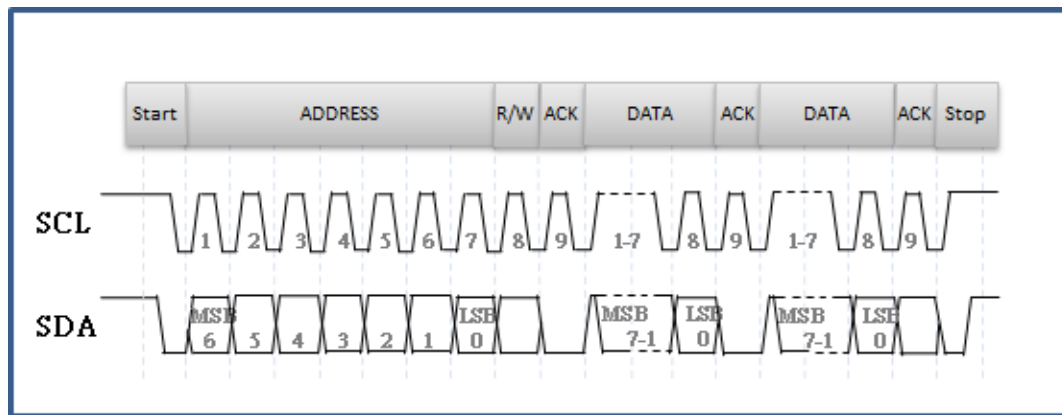 Start ADDRESS R/W ACK DATA ACK DATA ACK Stop
SCL 1 2 3 4 5 6 7 8 9 1-7 8 9 1-7 8 9
MSB LSB MSB LSB MSB LSB
SDA 6 5 4 3 2 1 0 7-1 0 7-1 0